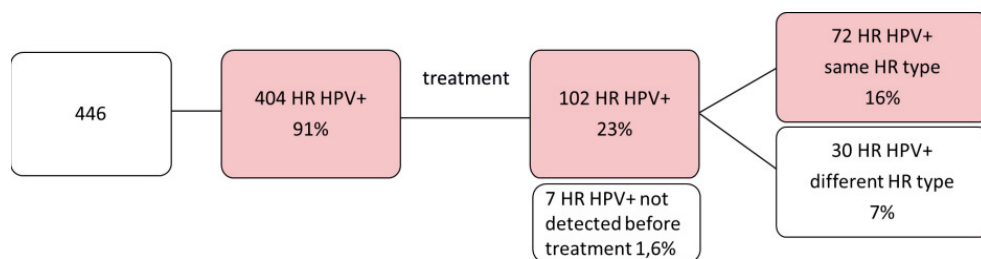 446
404 HR HPV+
91%
treatment
102 HR HPV+
23%
7 HR HPV+ not
detected before
treatment 1,6%
72 HR HPV+
same HR type
16%
30 HR HPV+
different HR type
7%